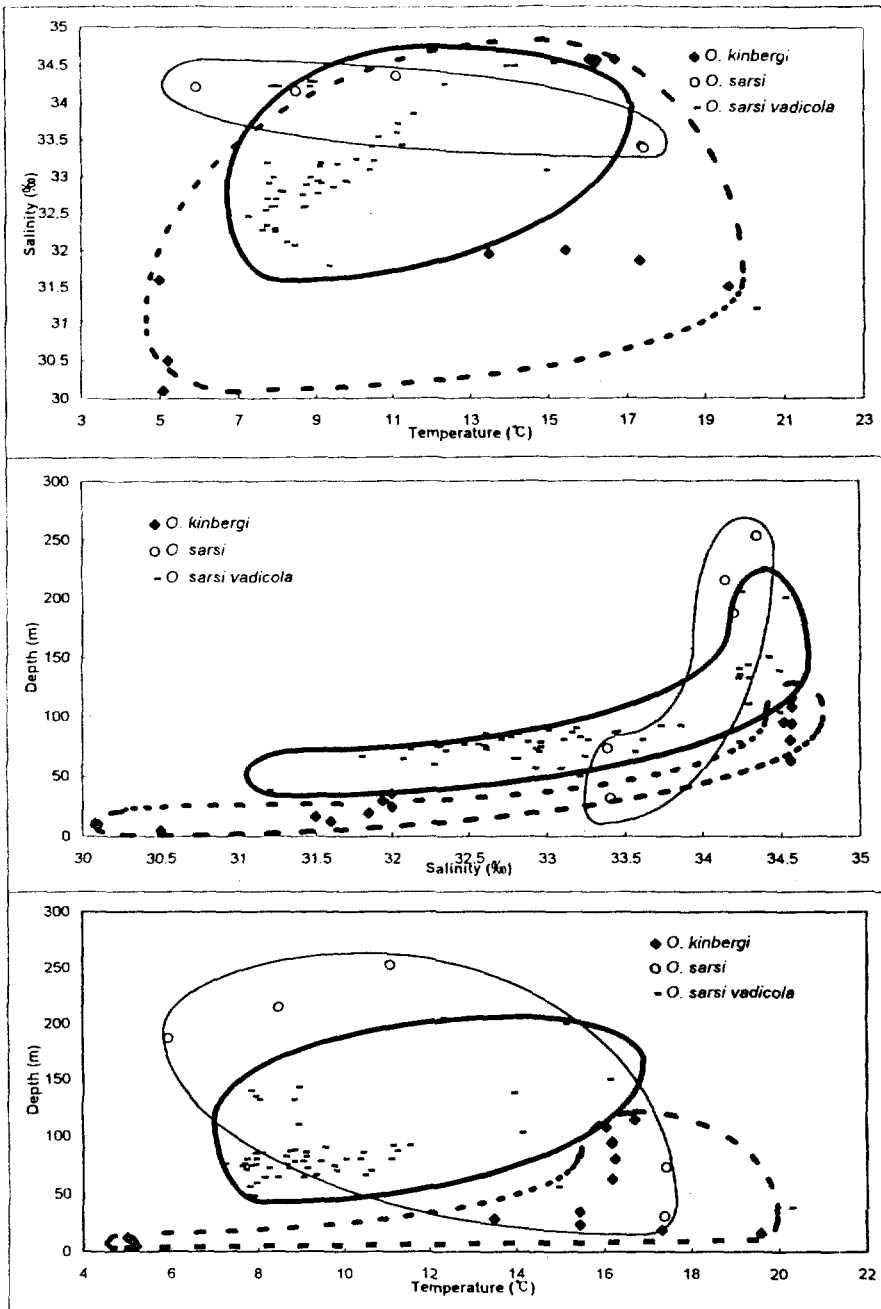 35
34.5
34
33.5
33
32.5
32
31.5
31
30.5
30
Salinity (‰)
3 5 7 9 11 13 15 17 19 21 23
Temperature (℃)
O. kinbergi
O. sarsi
O. sarsi vadicola
300
250
200
150
100
50
0
Depth (m)
30 30.5 31 31.5 32 32.5 33 33.5 34 34.5 35
Salinity (‰)
O. kinbergi
O sarsi
O sarsi vadicola
300
250
200
150
100
50
0
Depth (m)
4 6 8 10 12 14 16 18 20 22
Temperature (℃)
O. kinbergi
O. sarsi
O. sarsi vadicola